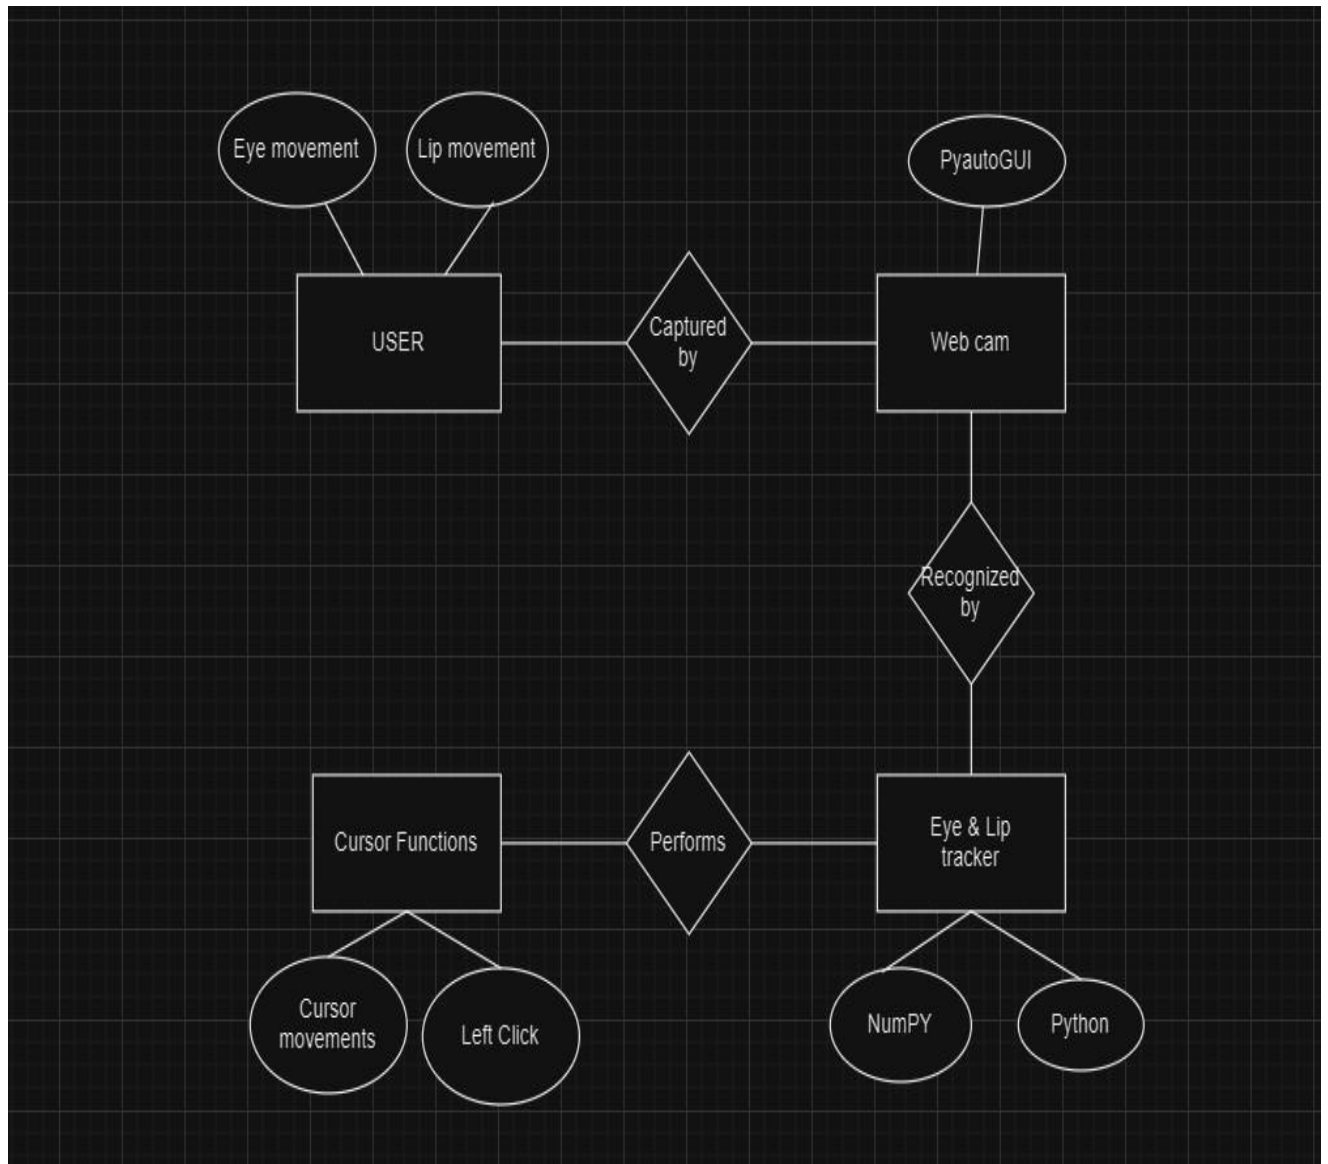 Eye movement
Lip movement
PyautoGUI
USER
Captured
by
Web cam
Recognized
by
Cursor Functions
Performs
Eye & Lip
tracker
Cursor
movements
Left Click
NumPY
Python